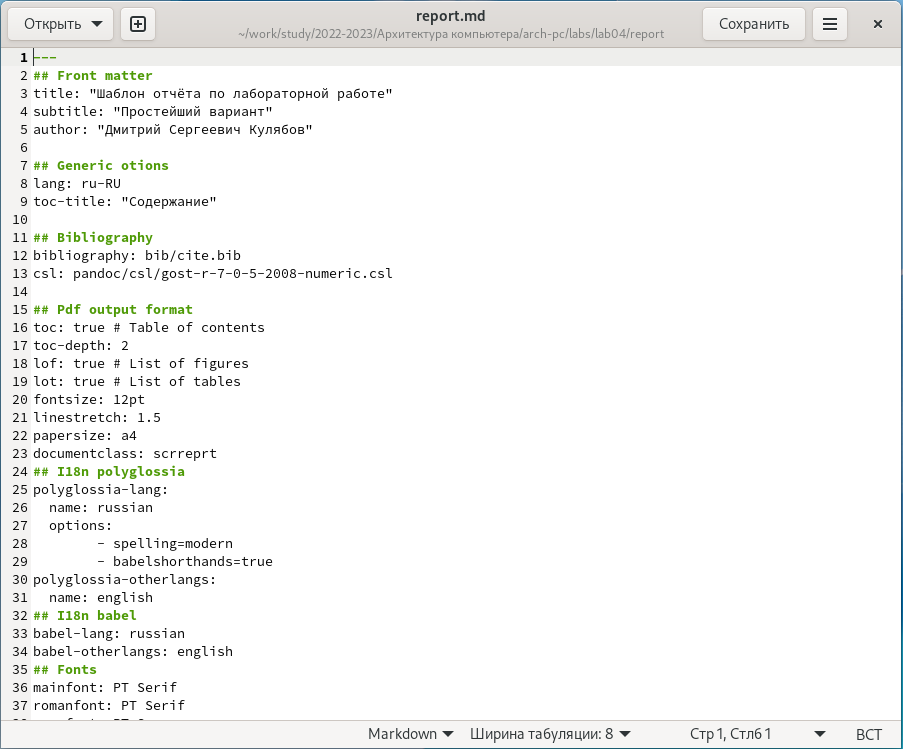 Открыть
report.md
~/work/study/2022-2023/Архитектура компьютера/arch-pc/labs/lab04/report
Сохранить
1 ---
2 ## Front matter
3 title: "Шаблон отчёта по лабораторной работе"
4 subtitle: "Простейший вариант"
5 author: "Дмитрий Сергеевич Кулябов"
6
7 ## Generic otions
8 lang: ru-RU
9 toc-title: "Содержание"
10
11 ## Bibliography
12 bibliography: bib/cite.bib
13 csl: pandoc/csl/gost-r-7-0-5-2008-numeric.csl
14
15 ## Pdf output format
16 toc: true # Table of contents
17 toc-depth: 2
18 lof: true # List of figures
19 lot: true # List of tables
20 fontsize: 12pt
21 linestretch: 1.5
22 papersize: a4
23 documentclass: scrreprt
24 ## I18n polyglossia
25 polyglossia-lang:
26   name: russian
27   options:
28         - spelling=modern
29         - babelshorthands=true
30 polyglossia-otherlangs:
31   name: english
32 ## I18n babel
33 babel-lang: russian
34 babel-otherlangs: english
35 ## Fonts
36 mainfont: PT Serif
37 romanfont: PT Serif
Markdown
Ширина табуляции: 8
Стр 1, Стлб 1
ВСТ